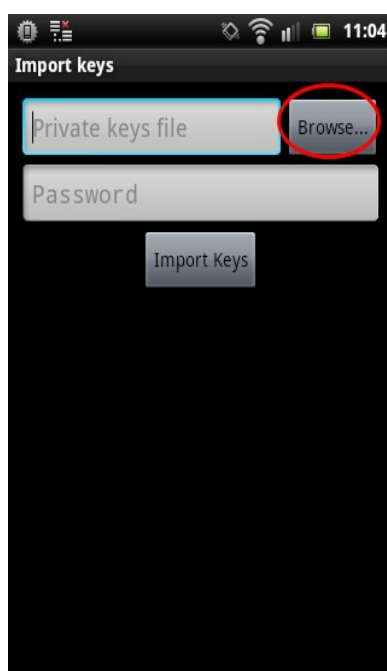 11:04
Import keys
Private keys file
Browse...
Password
Import Keys